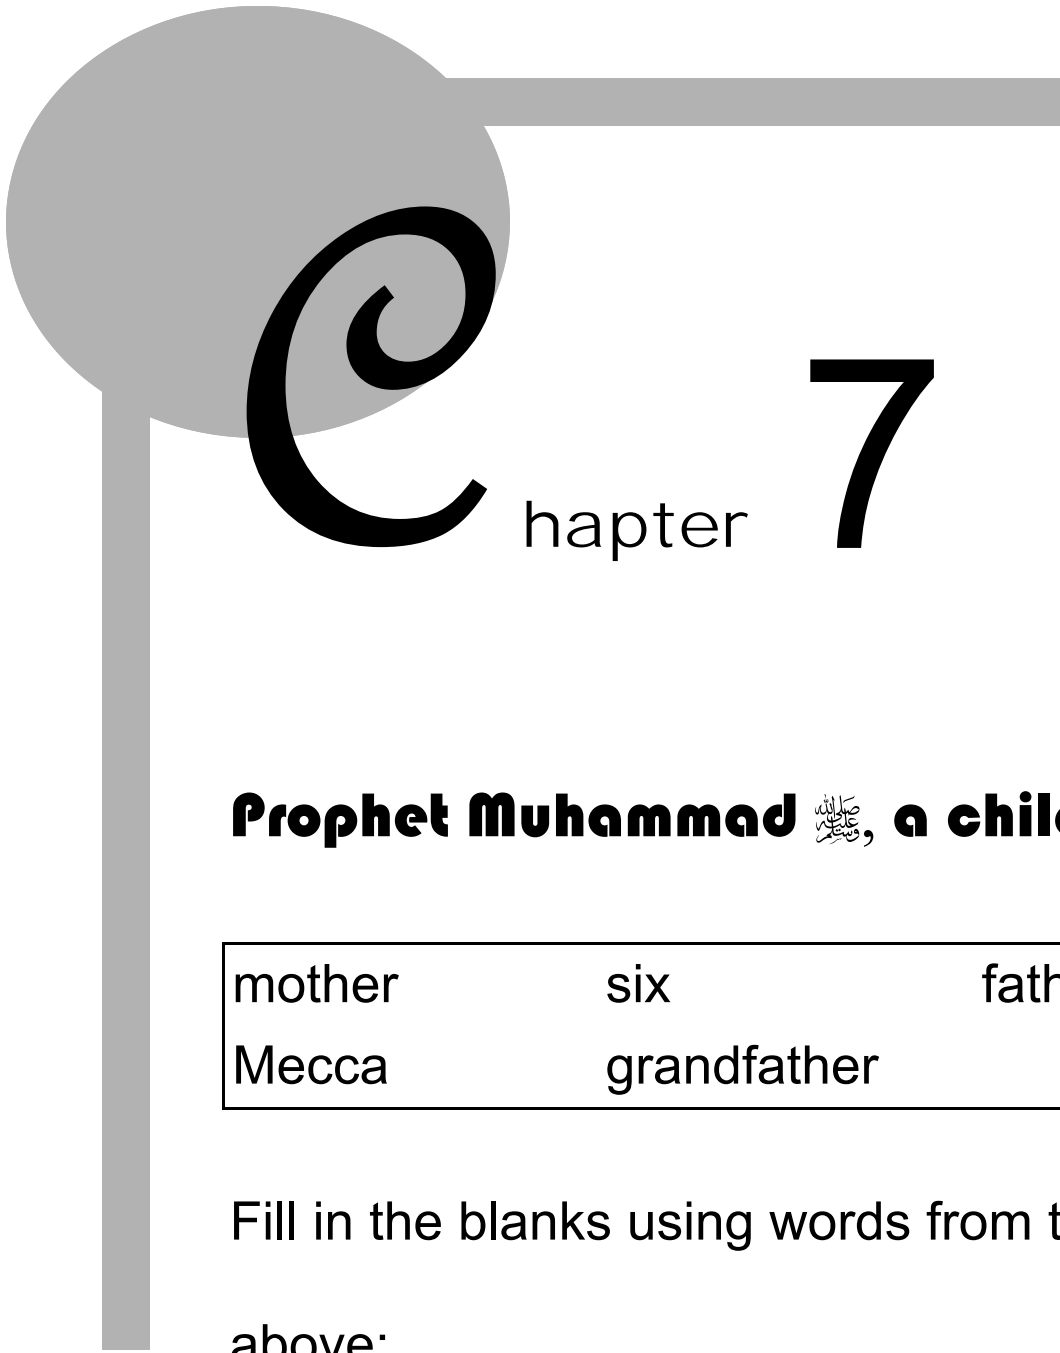 Chapter 7
Prophet Muhammad ﷺ, a chil
mother six fath
Mecca grandfather
Fill in the blanks using words from t
above: